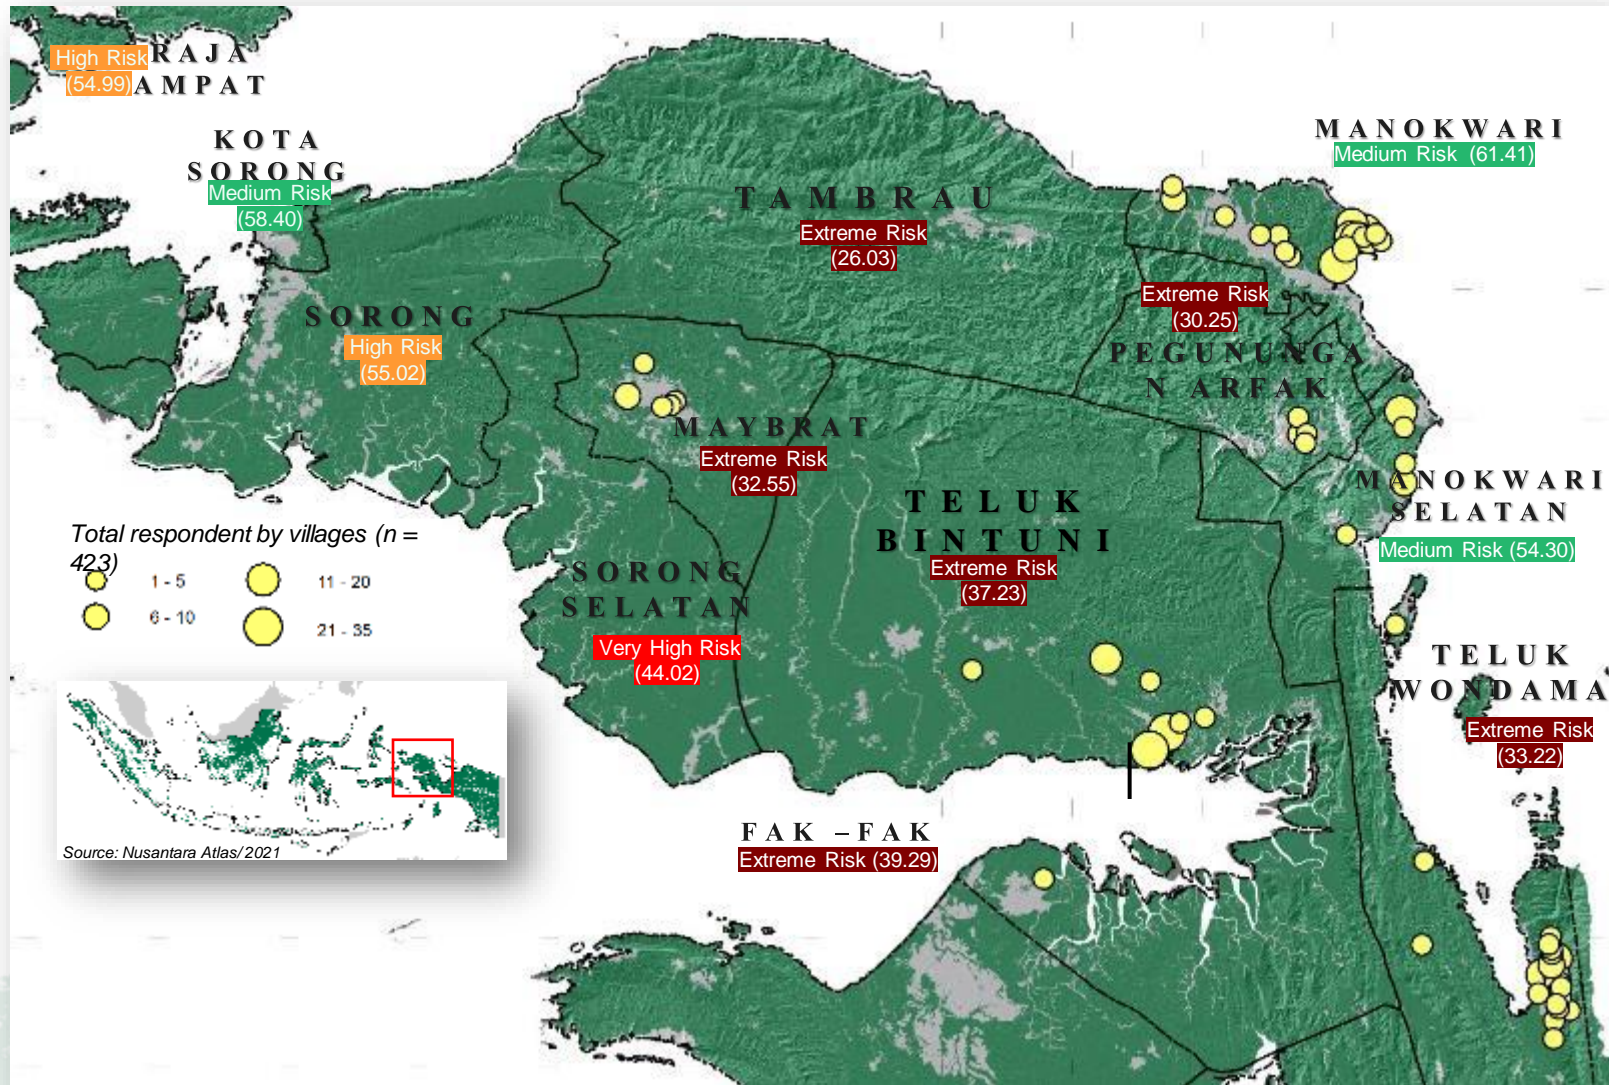 High Risk
(54.99)
RAJA
AMPAT
KOTA
SORONG
Medium Risk
(58.40)
MANOKWARI
Medium Risk (61.41)
TAMBRAU
Extreme Risk
(26.03)
SORONG
High Risk
(55.02)
Extreme Risk
(30.25)
PEGUNUNGA
N ARFAK
MAYBRAT
Extreme Risk
(32.55)
TELUK
BINTUNI
Extreme Risk
(37.23)
MANOKWARI
SELATAN
Medium Risk (54.30)
Total respondent by villages (n =
423)
1 - 5
11 - 20
6 - 10
21 - 35
SORONG
SELATAN
Very High Risk
(44.02)
TELUK
WONDAMA
Extreme Risk
(33.22)
FAK –FAK
Extreme Risk (39.29)
Source: Nusantara Atlas/2021